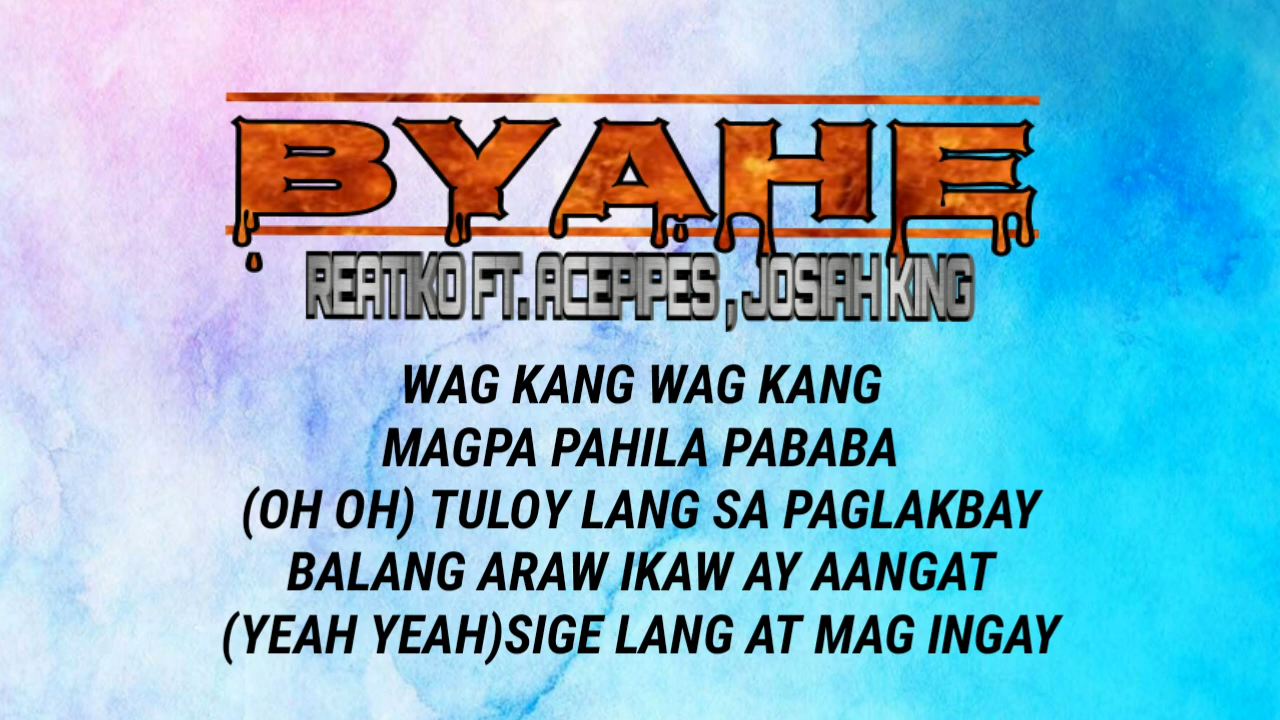 BYAHE
REATIKO FT. ACEPIPES , JOSIAH KING
WAG KANG WAG KANG
MAGPA PAHILA PABABA
(OH OH) TULOY LANG SA PAGLAKBAY
BALANG ARAW IKAW AY AANGAT
(YEAH YEAH)SIGE LANG AT MAG INGAY